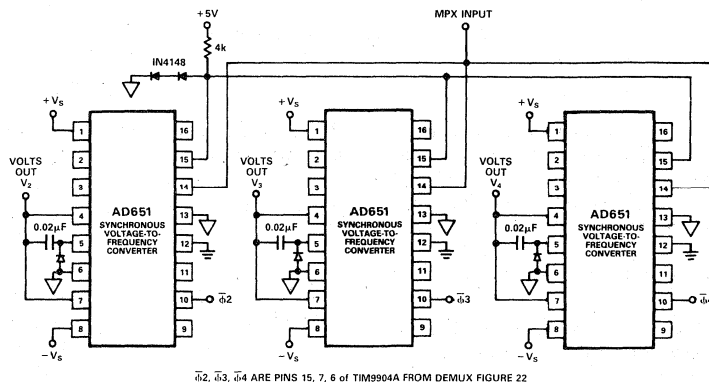 +5V
MPX INPUT
4k
IN4148
+VS
1
16
2
15
VOLTS
OUT
V2
3
14
AD651
SYNCHRONOUS
VOLTAGE-TO-
FREQUENCY
CONVERTER
4
13
0.02µF
5
12
6
11
7
10
φ̅2
8
9
−VS
+VS
1
16
2
15
VOLTS
OUT
V3
3
14
AD651
SYNCHRONOUS
VOLTAGE-TO-
FREQUENCY
CONVERTER
4
13
0.02µF
5
12
6
11
7
10
φ̅3
8
9
−VS
+VS
1
16
2
15
VOLTS
OUT
V4
3
14
AD651
SYNCHRONOUS
VOLTAGE-TO-
FREQUENCY
CONVERTER
4
13
0.02µF
5
12
6
11
7
10
φ̅4
8
9
−VS
φ̅2, φ̅3, φ̅4 ARE PINS 15, 7, 6 of TIM9904A FROM DEMUX FIGURE 22